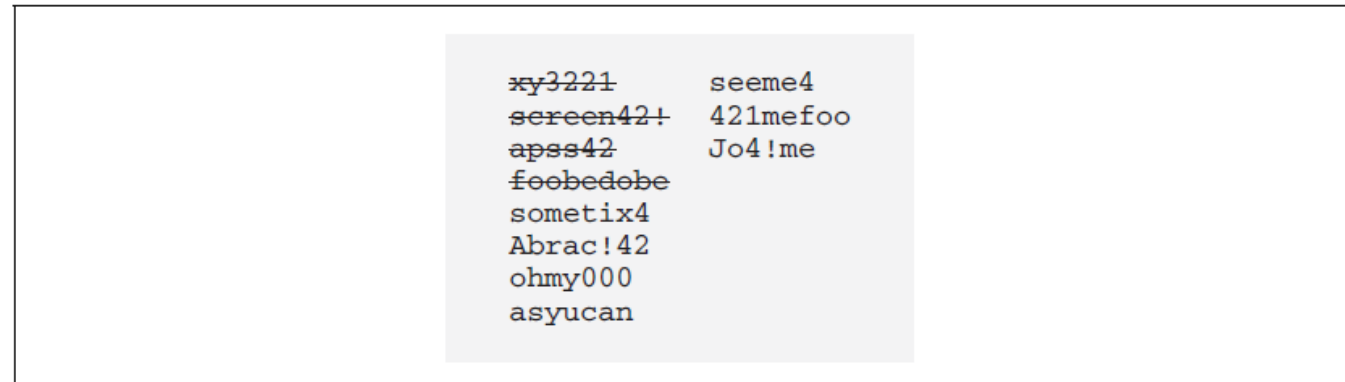 xy3221 seeme4
screen42! 421mefoo
apss42 Jo4!me
foobedobe
sometix4
Abrac!42
ohmy000
asyucan